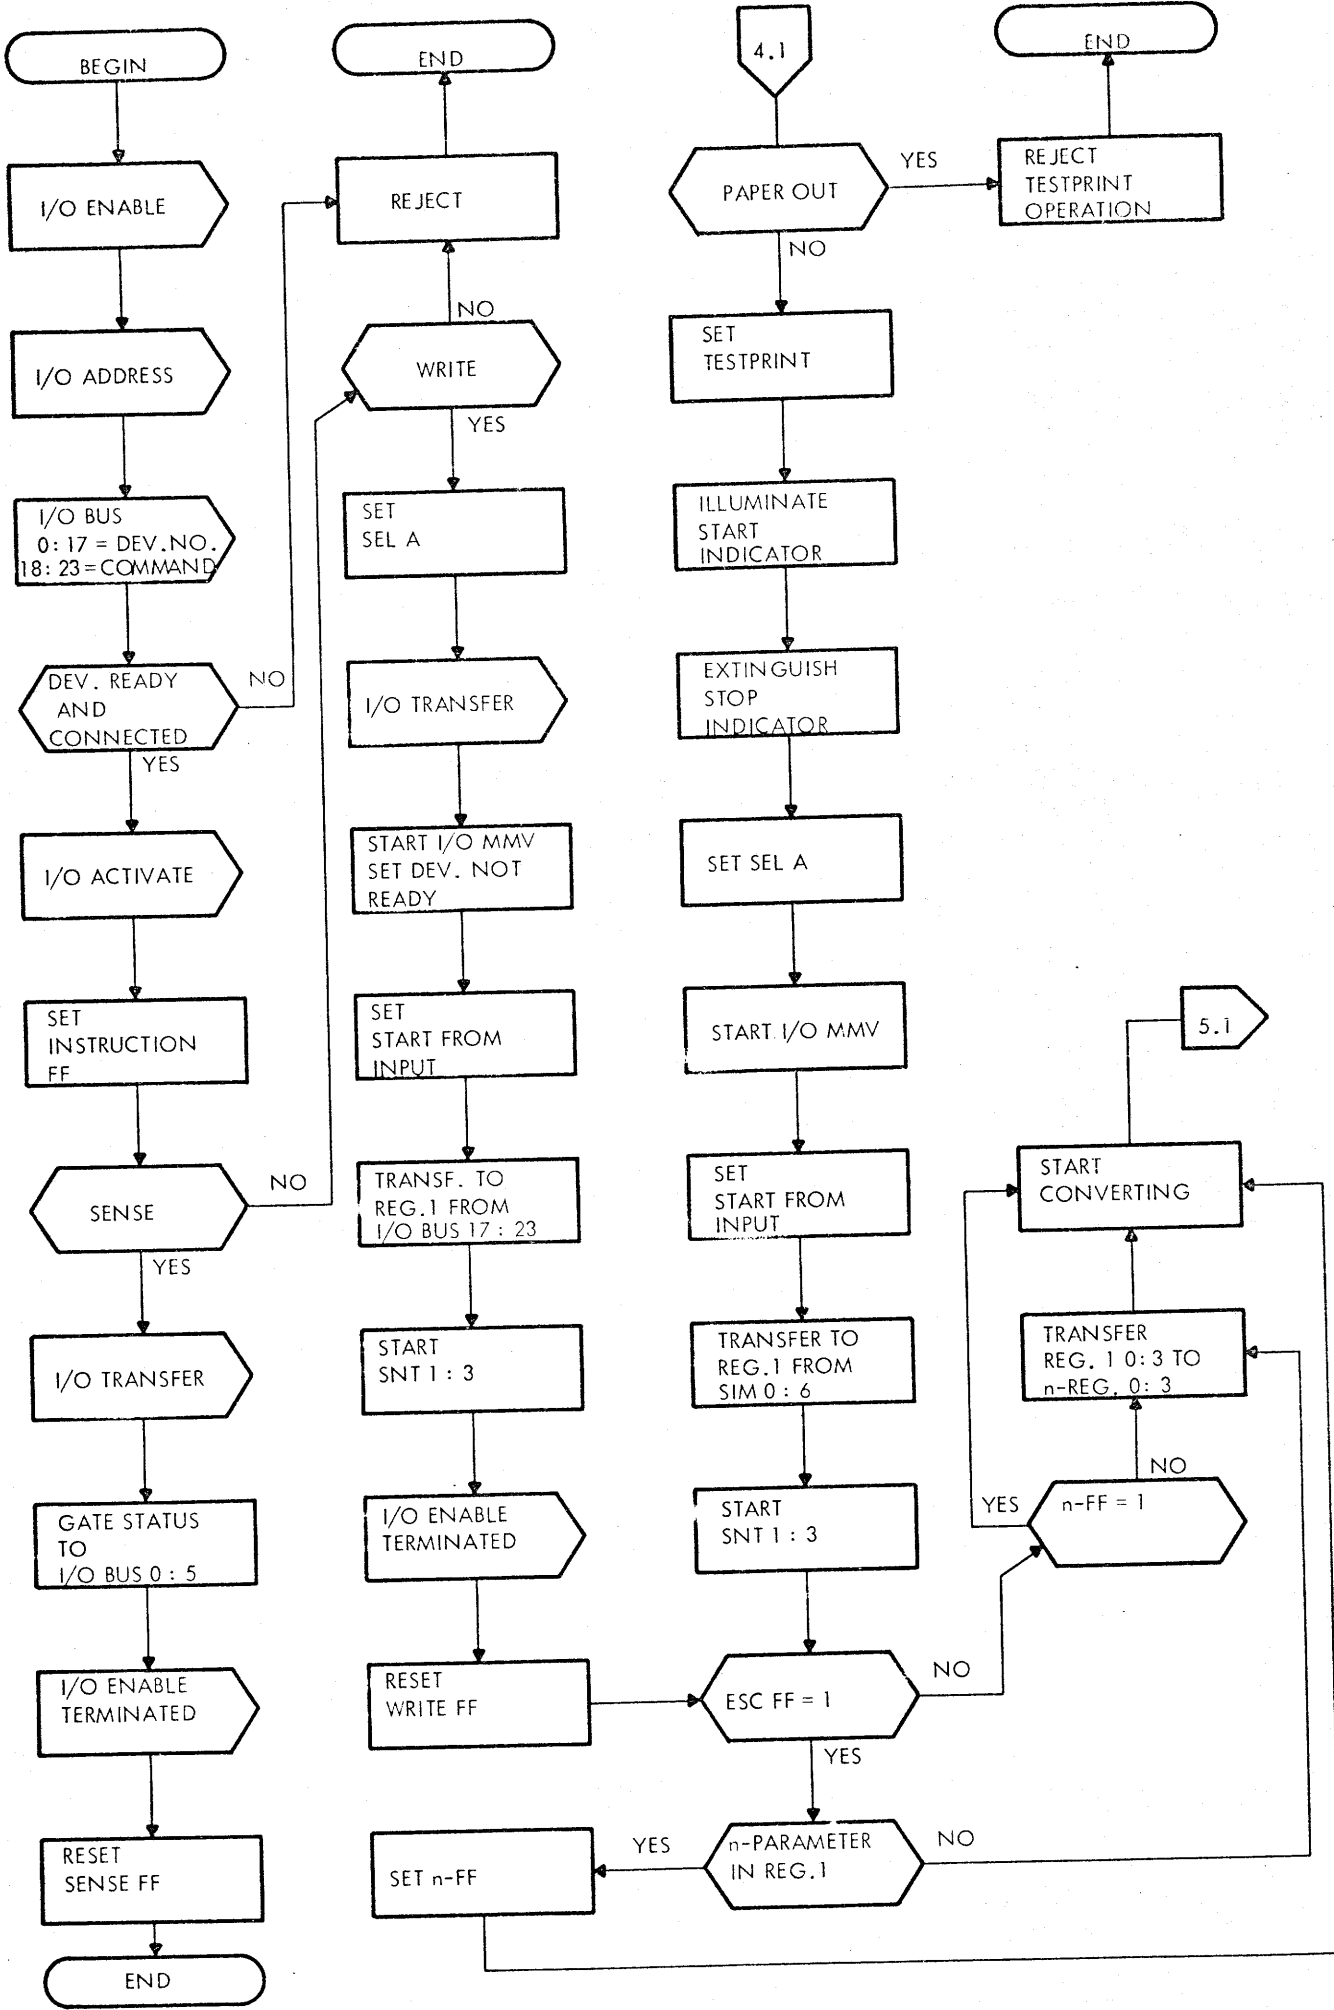 BEGIN
I/O ENABLE
I/O ADDRESS
I/O BUS
0: 17 = DEV.NO.
18: 23 = COMMAND
DEV. READY
AND
CONNECTED
NO
YES
I/O ACTIVATE
SET
INSTRUCTION
FF
SENSE
NO
YES
I/O TRANSFER
GATE STATUS
TO
I/O BUS 0 : 5
I/O ENABLE
TERMINATED
RESET
SENSE FF
END
END
REJECT
NO
WRITE
YES
SET
SEL A
I/O TRANSFER
START I/O MMV
SET DEV. NOT
READY
SET
START FROM
INPUT
TRANSF. TO
REG.1 FROM
I/O BUS 17 : 23
START
SNT 1 : 3
I/O ENABLE
TERMINATED
RESET
WRITE FF
SET n-FF
4.1
PAPER OUT
YES
NO
SET
TESTPRINT
ILLUMINATE
START
INDICATOR
EXTINGUISH
STOP
INDICATOR
SET SEL A
START I/O MMV
SET
START FROM
INPUT
TRANSFER TO
REG.1 FROM
SIM 0 : 6
START
SNT 1 : 3
ESC FF = 1
NO
YES
n-PARAMETER
IN REG.1
YES
NO
END
REJECT
TESTPRINT
OPERATION
5.1
START
CONVERTING
TRANSFER
REG. 1 0: 3 TO
n-REG. 0: 3
NO
YES
n-FF = 1